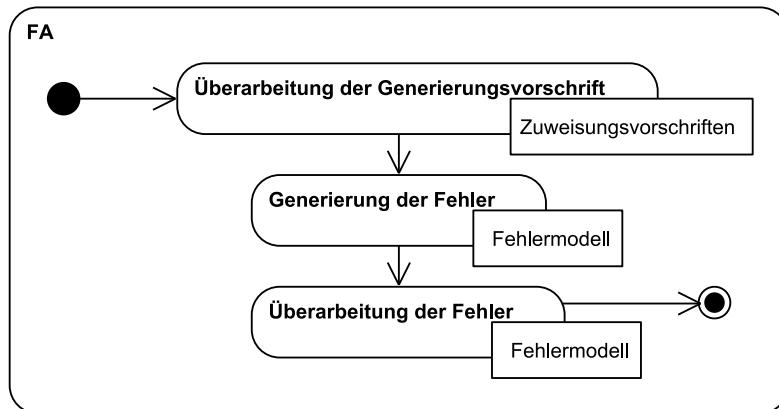 FA
Überarbeitung der Generierungsvorschrift
Zuweisungsvorschriften
Generierung der Fehler
Fehlermodell
Überarbeitung der Fehler
Fehlermodell